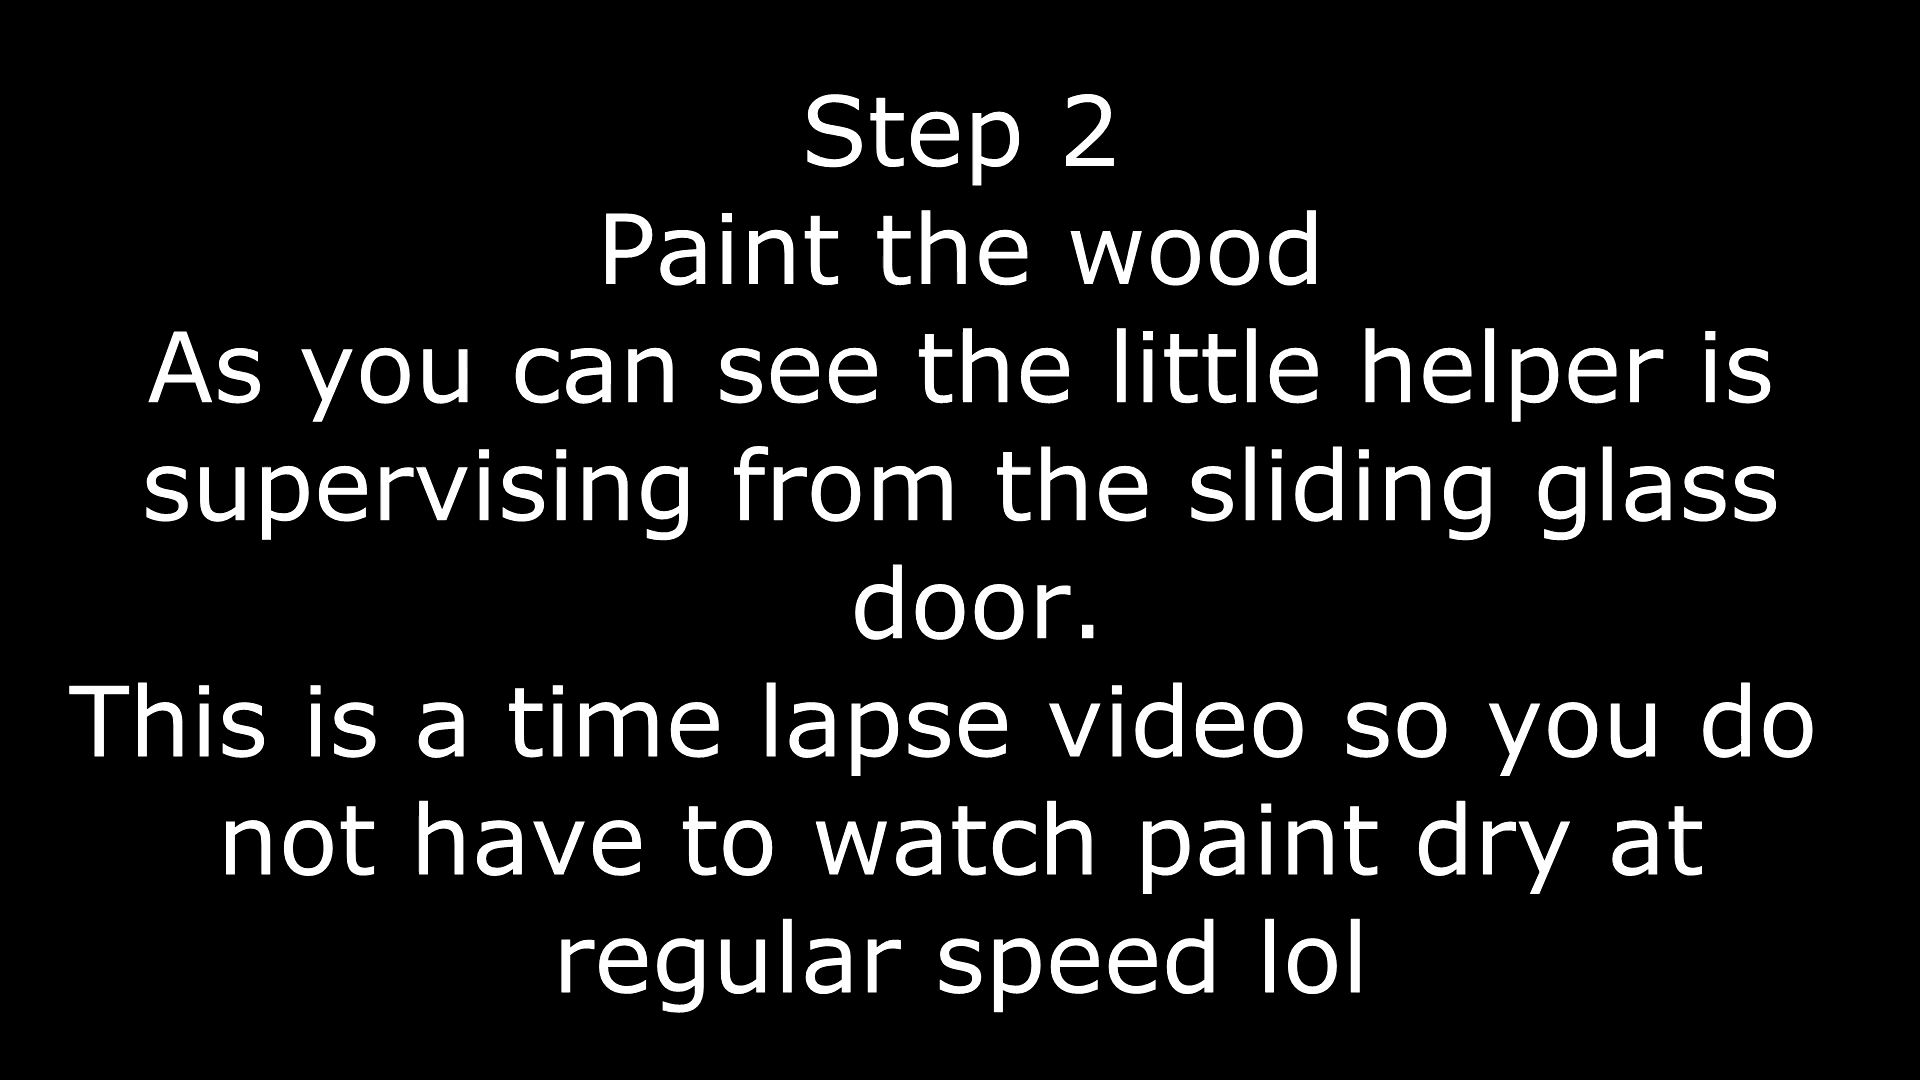 Step 2
Paint the wood
As you can see the little helper is
supervising from the sliding glass
door.
This is a time lapse video so you do
not have to watch paint dry at
regular speed lol